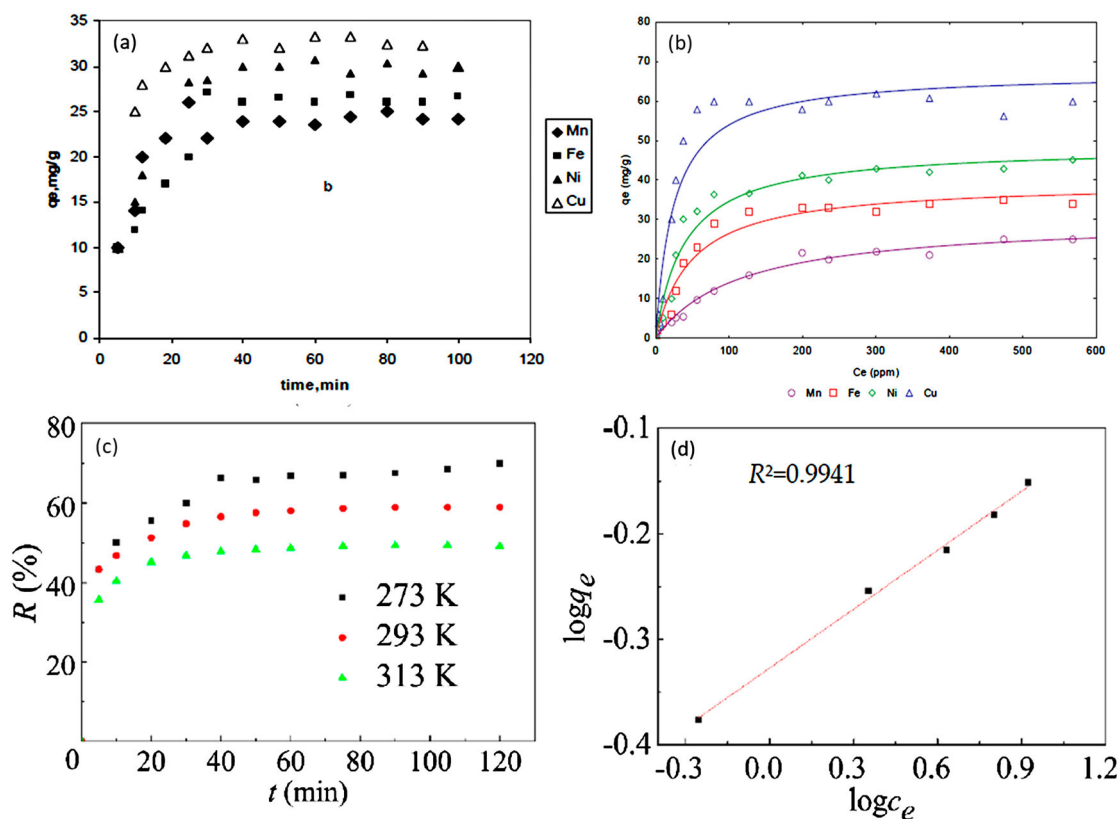 (a)
35
30
25
20
15
10
5
0
qe,mg/g
b
0 20 40 60 80 100 120
time,min
Mn
Fe
Ni
Cu
(b)
80
70
60
50
40
30
20
10
0
qe (mg/g)
0 100 200 300 400 500 600
Ce (ppm)
Mn Fe Ni Cu
(c)
80
60
40
20
R (%)
273 K
293 K
313 K
0 20 40 60 80 100 120
t (min)
(d)
R²=0.9941
-0.1
-0.2
-0.3
-0.4
logqe
-0.3 0.0 0.3 0.6 0.9 1.2
logce